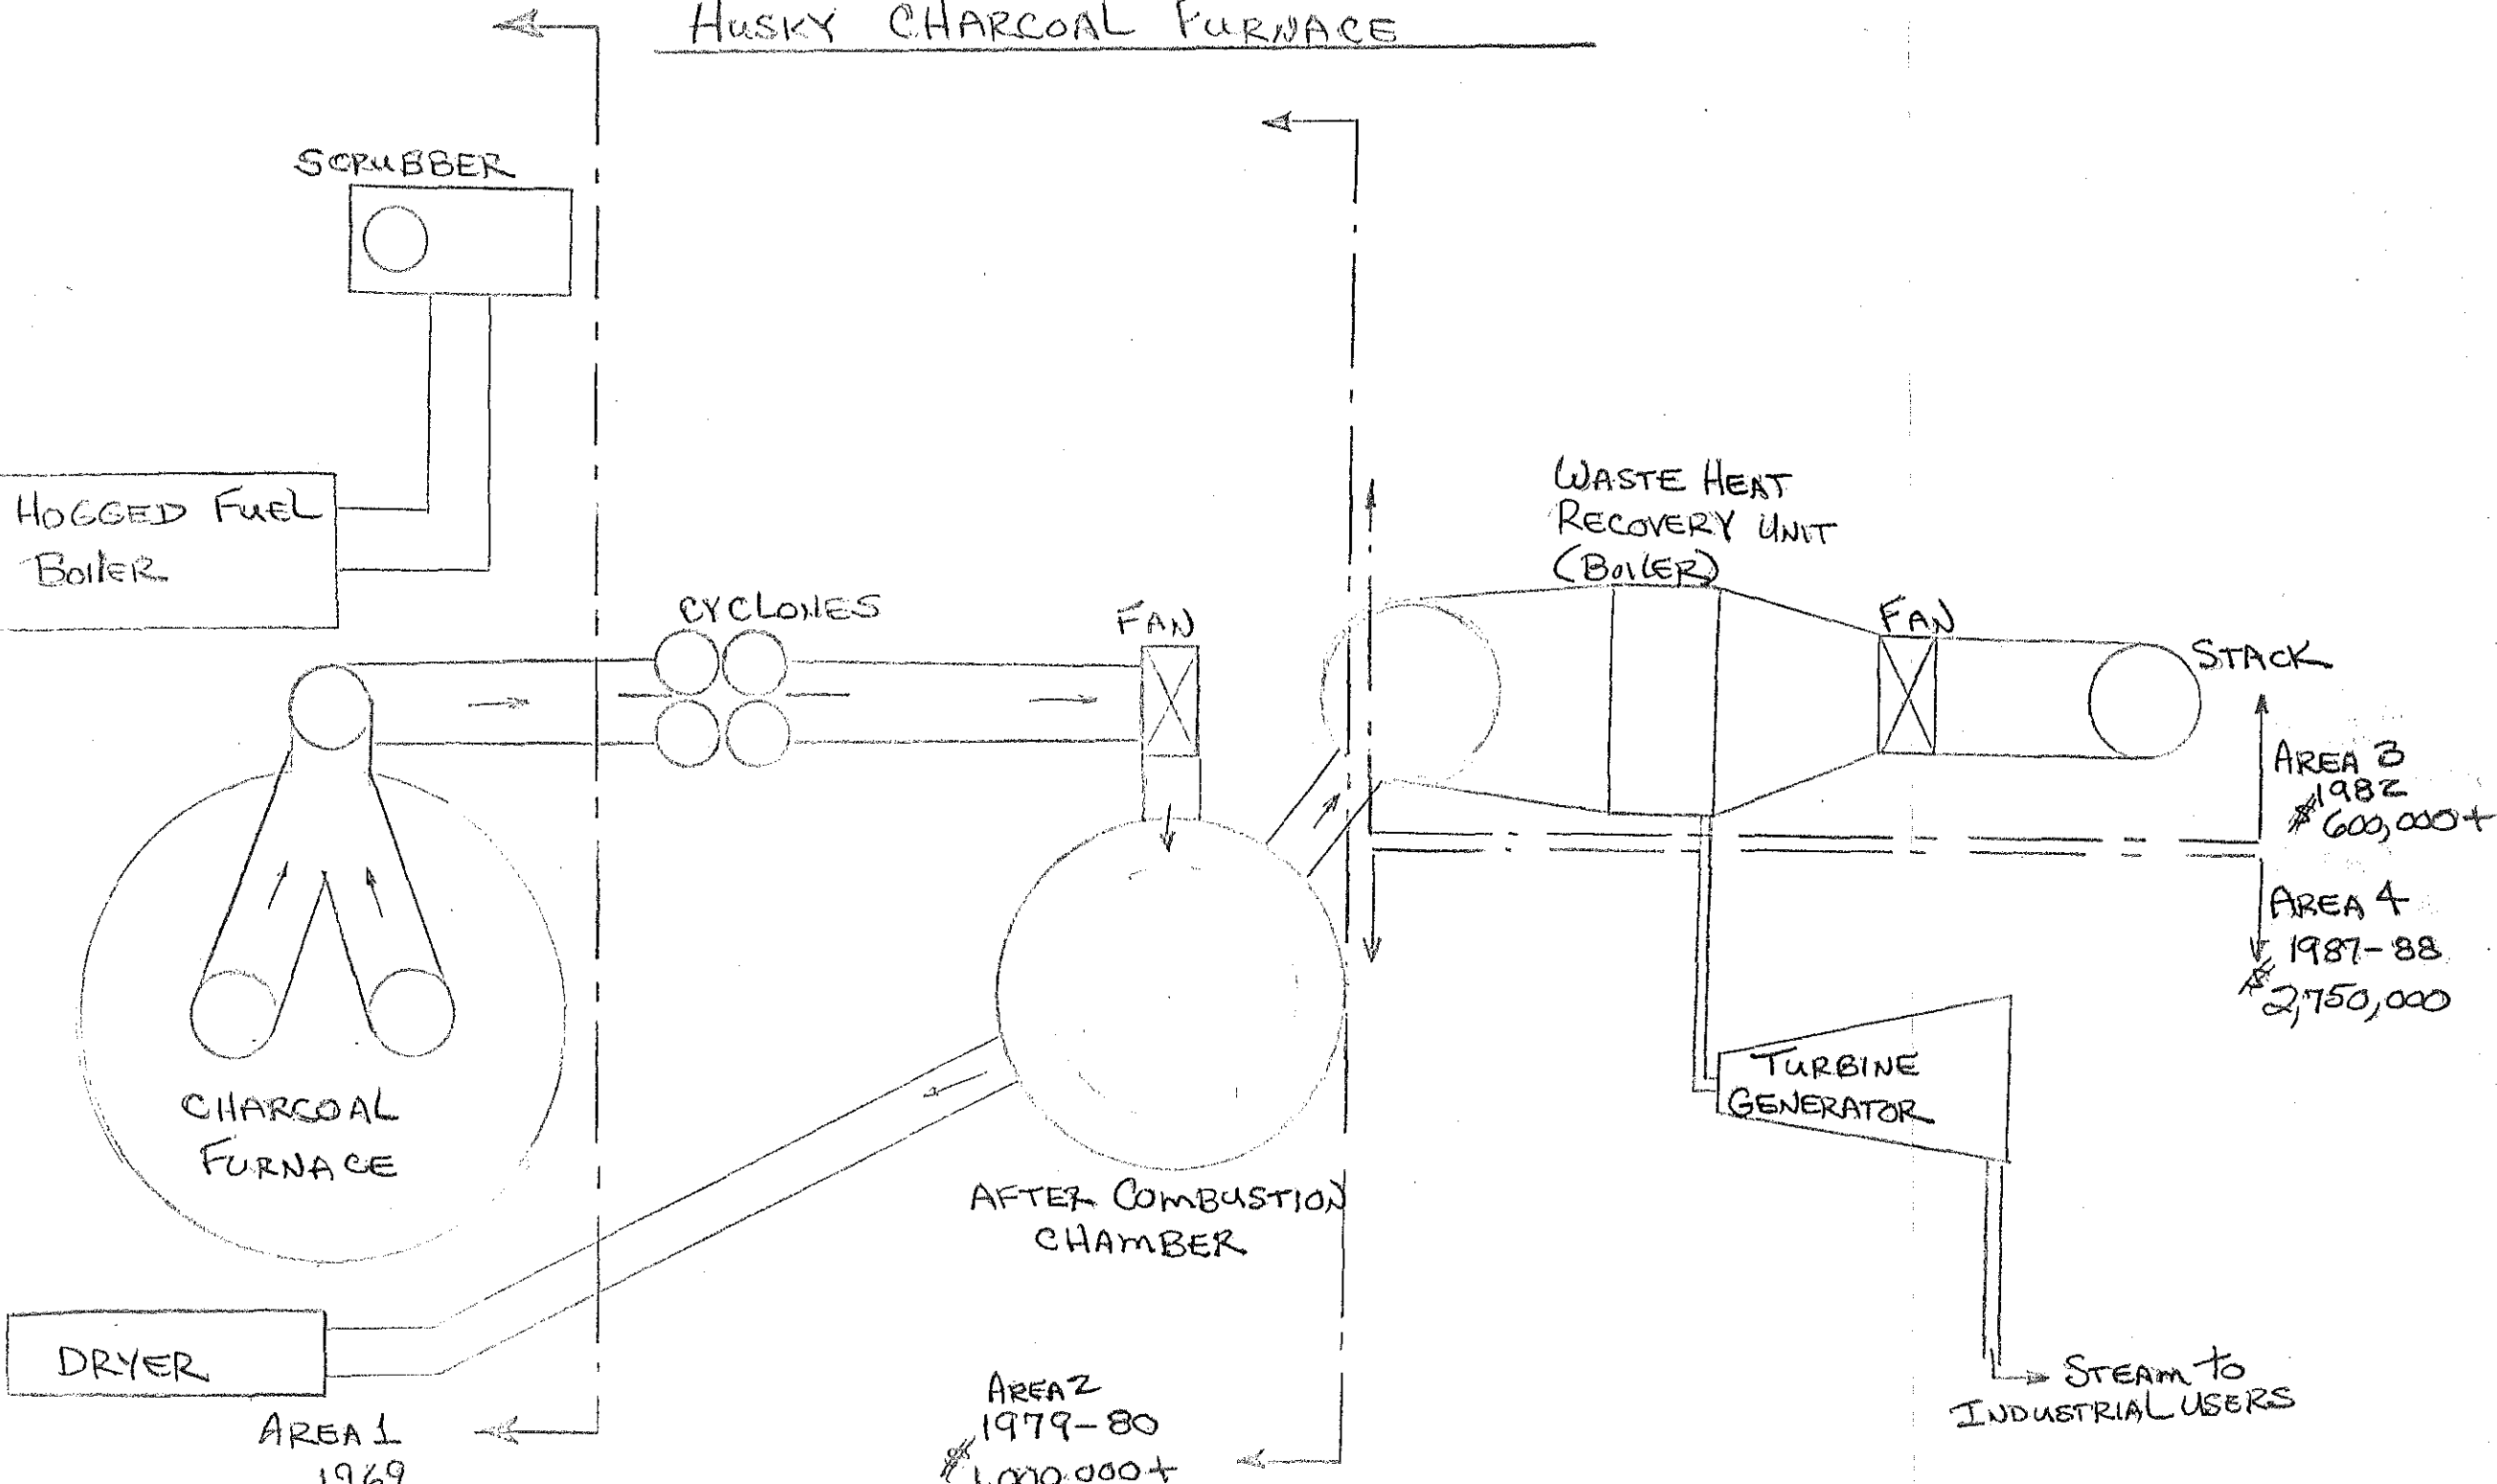 HUSKY CHARCOAL FURNACE
SCRUBBER
HOGGED FUEL
BOILER
CYCLONES
FAN
WASTE HEAT
RECOVERY UNIT
(BOILER)
FAN
STACK
AREA 3
1982
$600,000+
AREA 4
1987-88
$2,750,000
CHARCOAL
FURNACE
AFTER COMBUSTION
CHAMBER
TURBINE
GENERATOR
DRYER
STEAM TO
INDUSTRIAL USERS
AREA 1
1969
AREA 2
1979-80
$1,000,000+